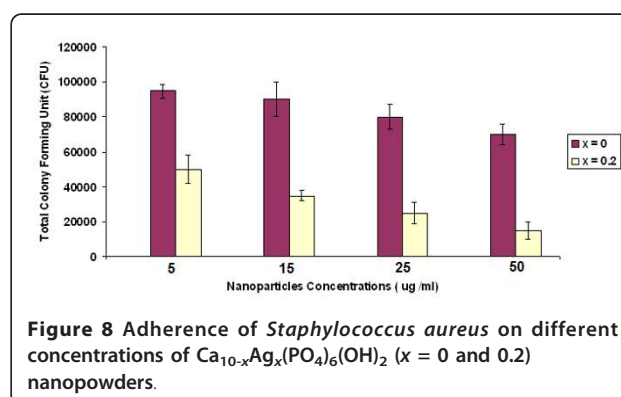 120000
100000
80000
60000
40000
20000
0
Total Colony Forming Unit (CFU)
5 15 25 50
Nanoparticles Concentrations ( ug /ml)
x = 0
x = 0.2
Figure 8 Adherence of Staphylococcus aureus on different
concentrations of Ca10-xAgx(PO4)6(OH)2 (x = 0 and 0.2)
nanopowders.